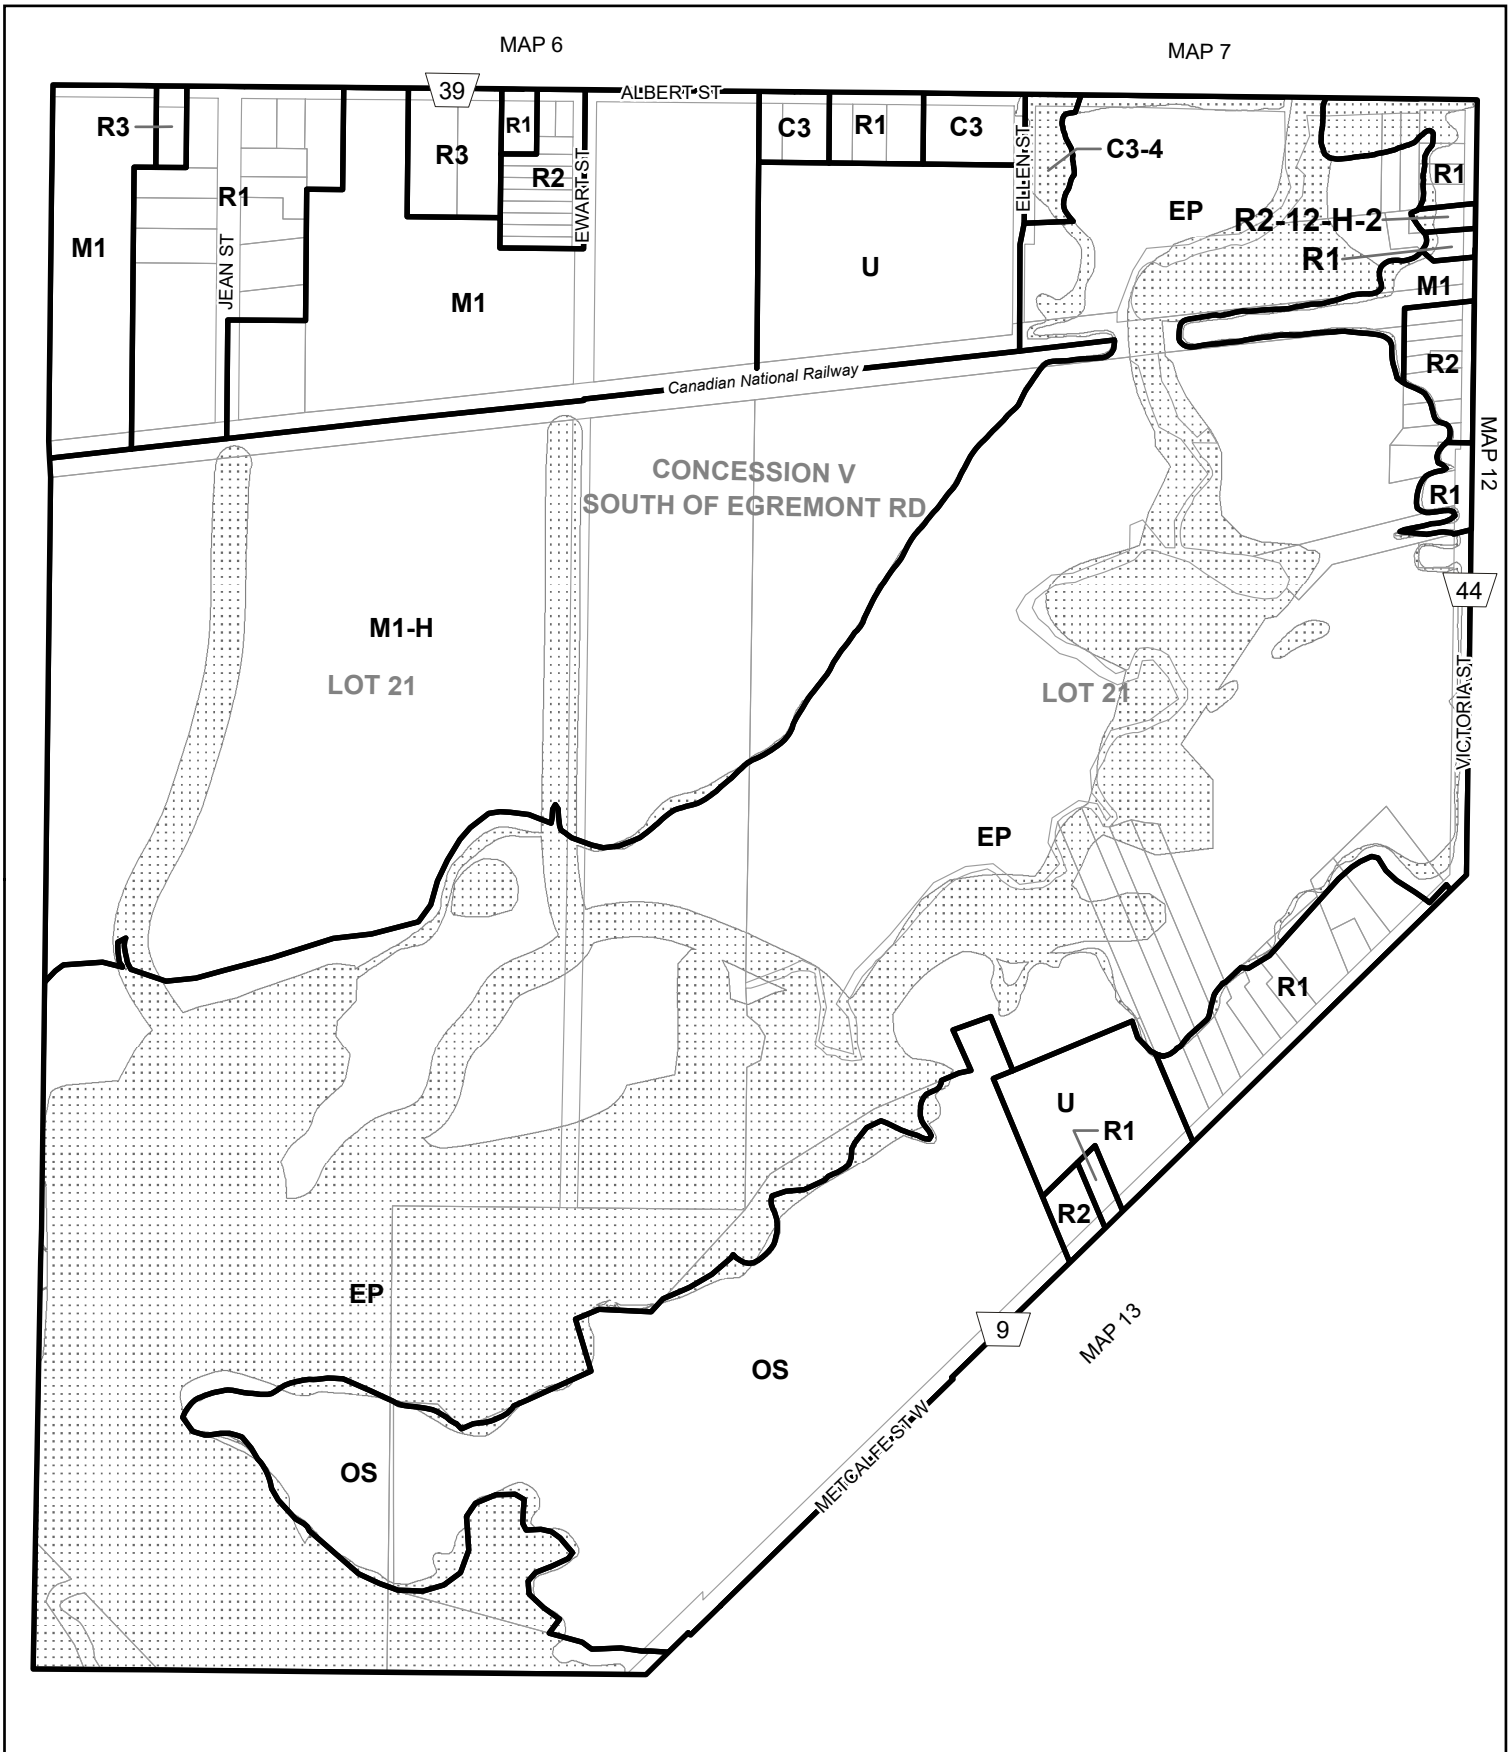 MAP 6
MAP 7
39
ALBERT ST
R3
R1
R3
R1
R2
C3
R1
C3
C3-4
R1
EP
R2-12-H-2
R1
M1
JEAN ST
EWART ST
ELLEN ST
M1
M1
U
R2
Canadian National Railway
MAP 12
CONCESSION V
SOUTH OF EGREMONT RD
R1
44
M1-H
LOT 21
LOT 21
VICTORIA ST
EP
R1
U
R1
R2
EP
9
MAP 13
OS
METCALFE ST W
OS